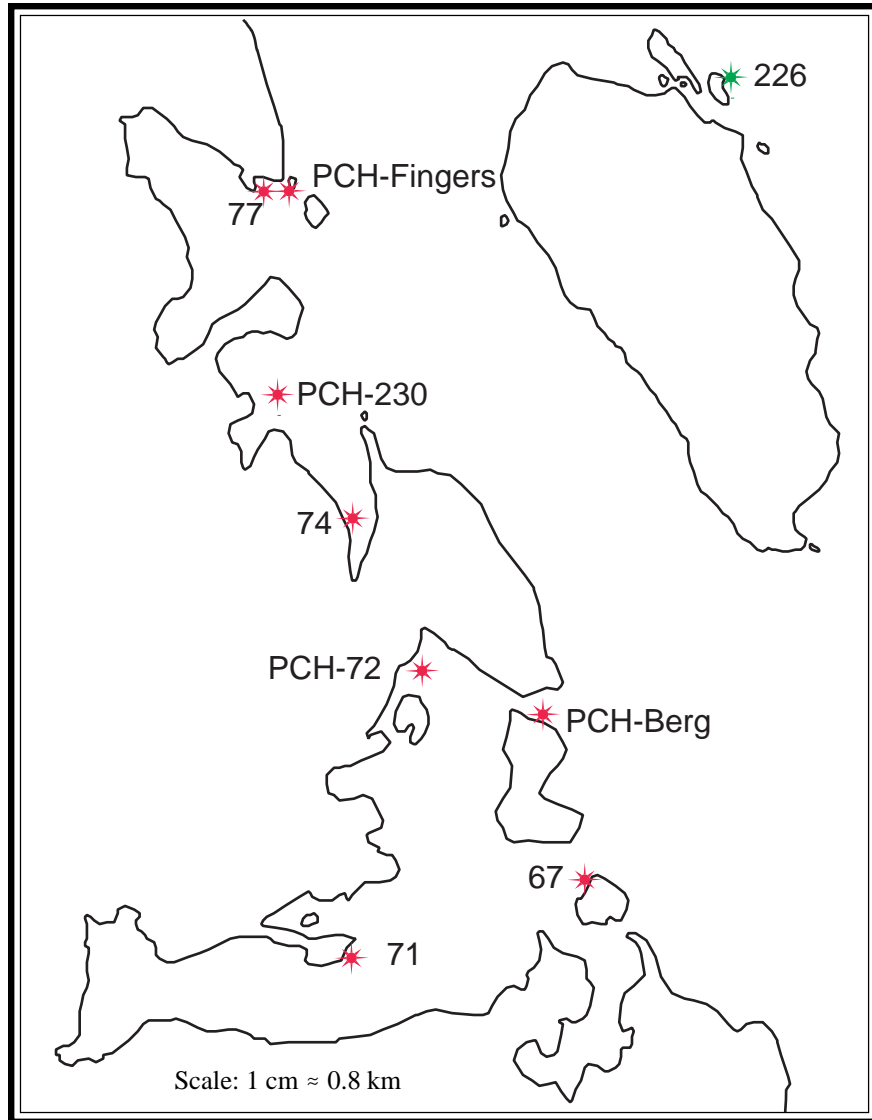 226
PCH-Fingers
77
PCH-230
74
PCH-72
PCH-Berg
67
71
Scale: 1 cm ≈ 0.8 km